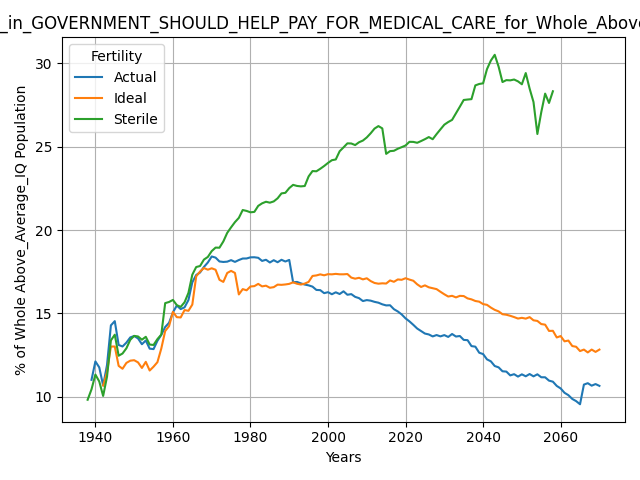 _in_GOVERNMENT_SHOULD_HELP_PAY_FOR_MEDICAL_CARE_for_Whole_Above
Fertility
Actual
Ideal
Sterile
% of Whole Above_Average_IQ Population
30
25
20
15
10
1940 1960 1980 2000 2020 2040 2060
Years